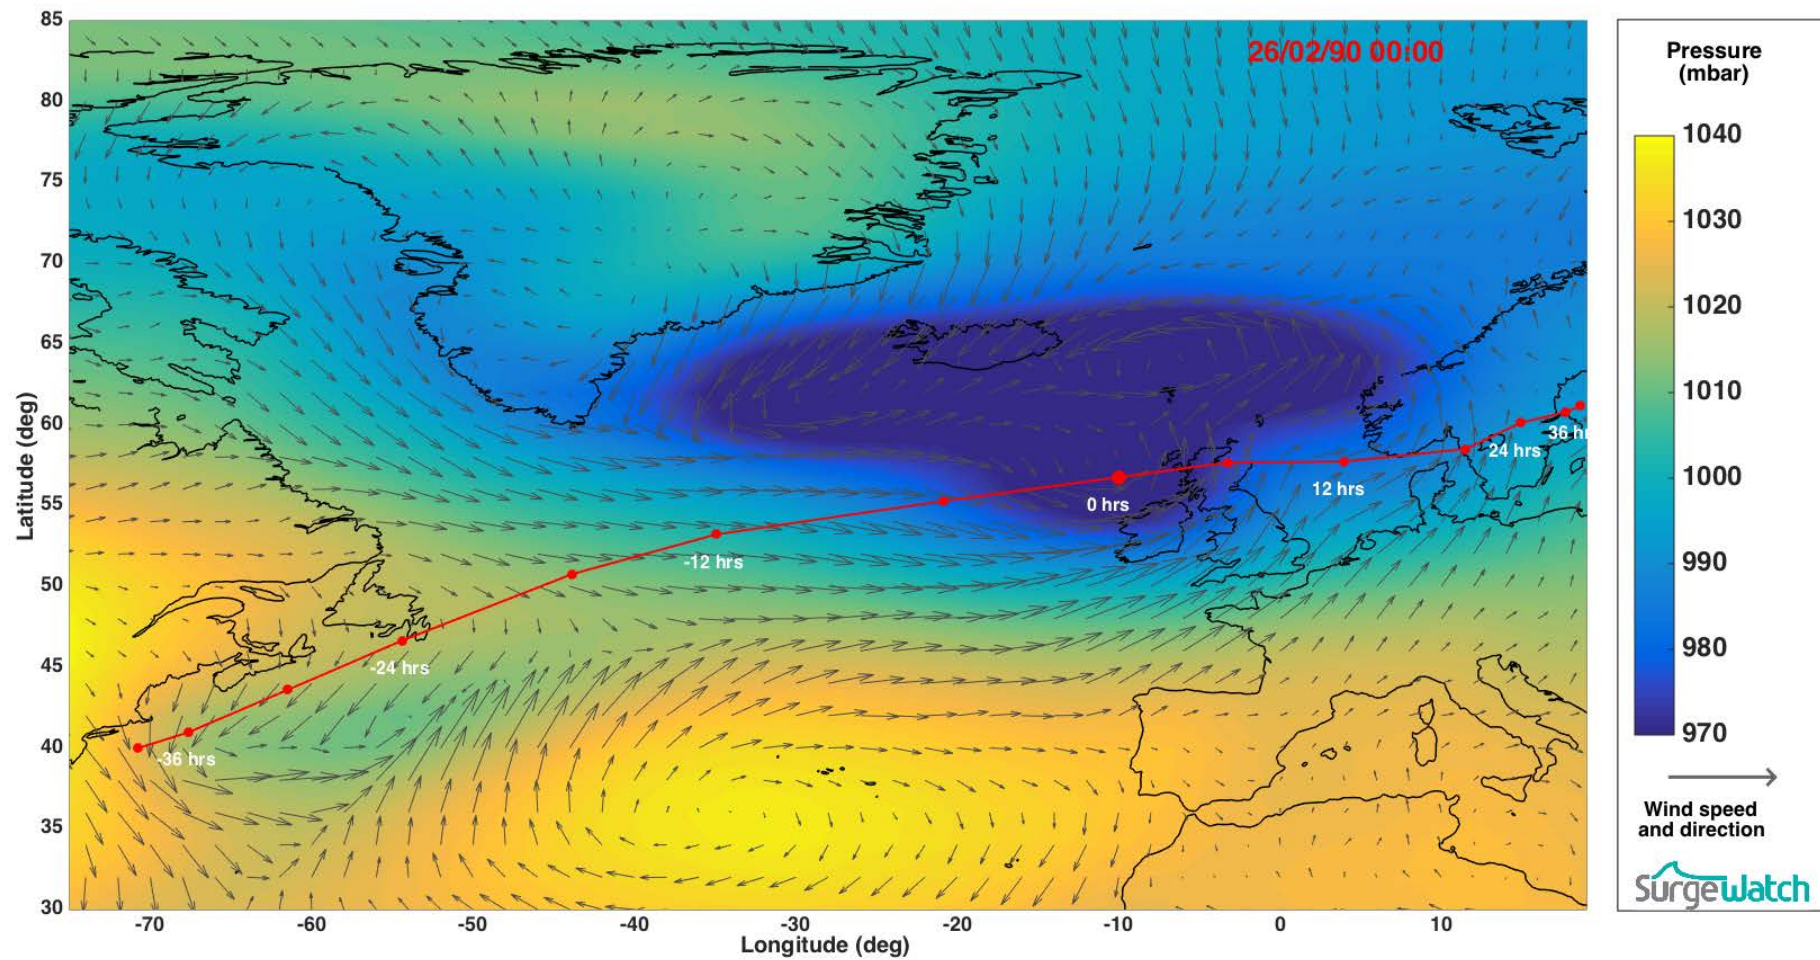 26/02/90 00:00
85
80
75
70
65
60
55
50
45
40
35
30
Latitude (deg)
-70
-60
-50
-40
-30
-20
-10
0
10
Longitude (deg)
-36 hrs
-24 hrs
-12 hrs
0 hrs
12 hrs
24 hrs
36 hr
Pressure
(mbar)
1040
1030
1020
1010
1000
990
980
970
Wind speed
and direction
SurgeWatch